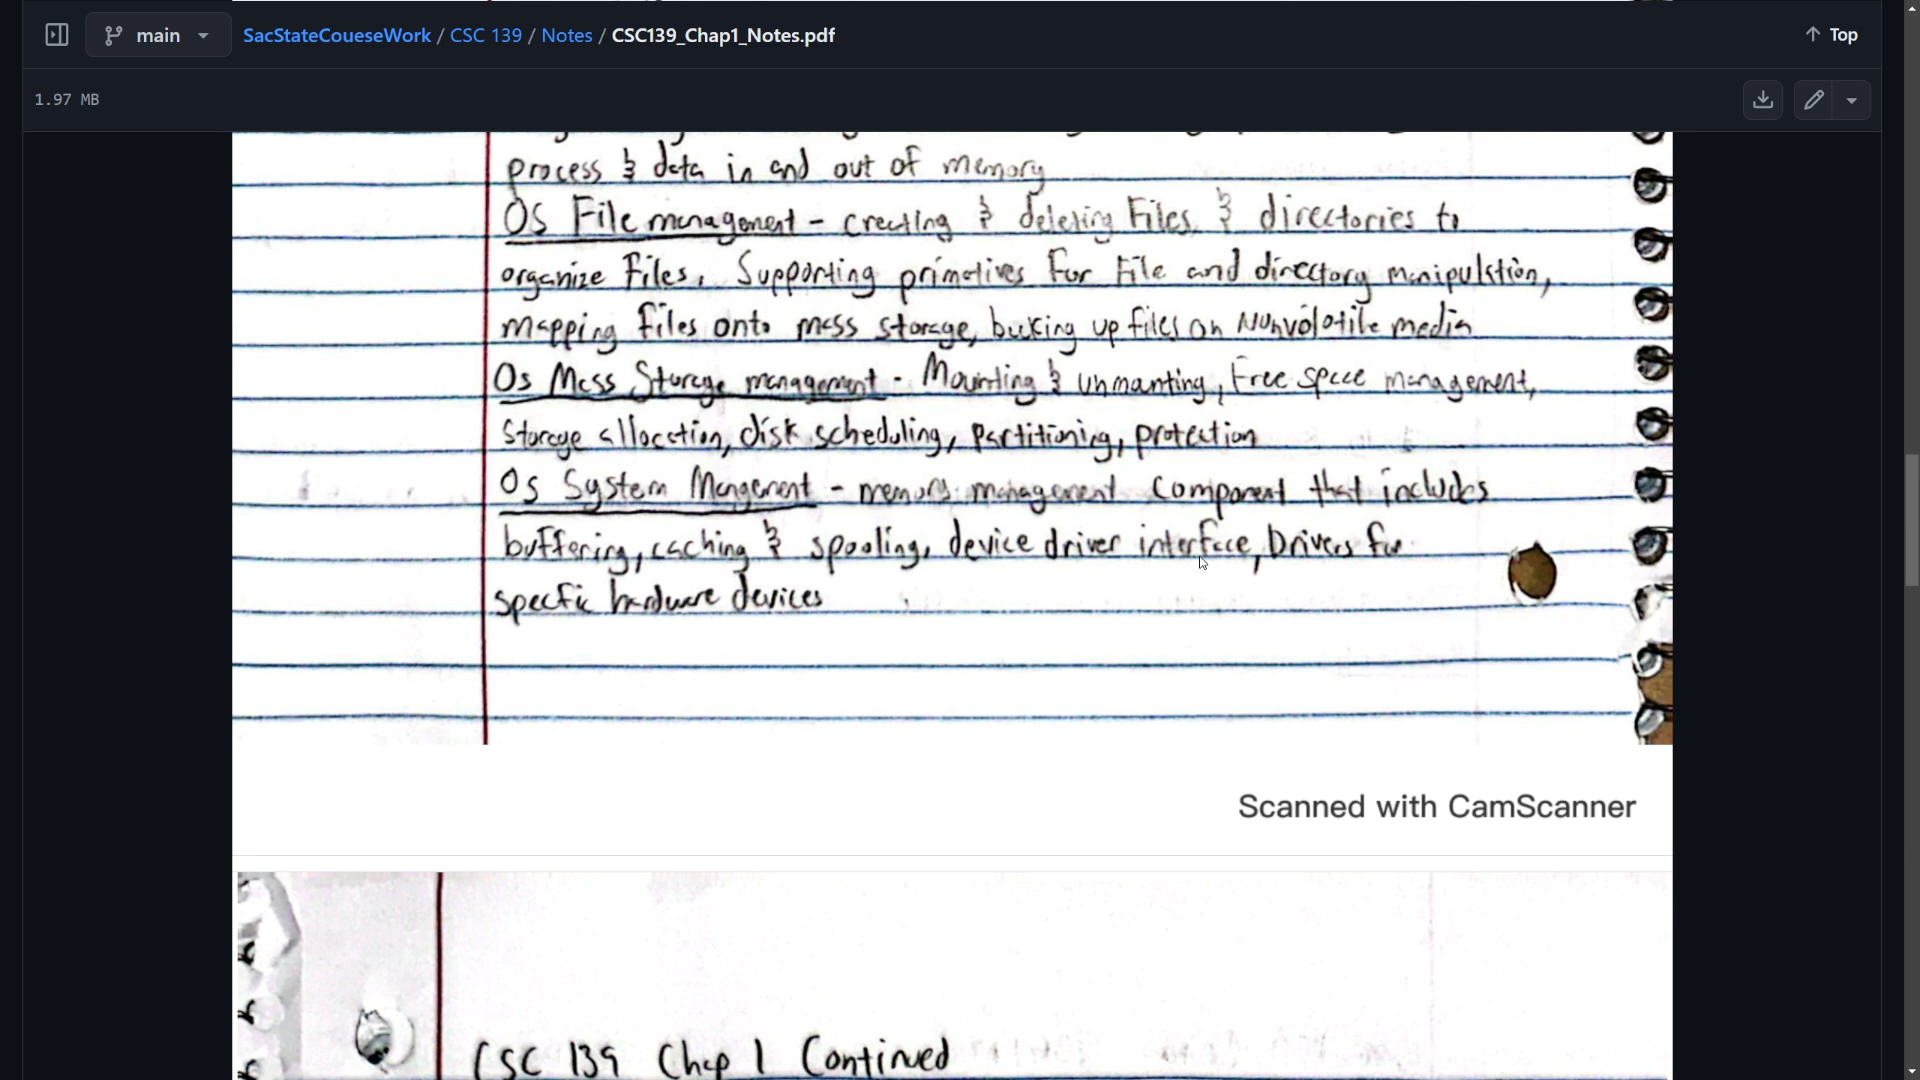 main
SacStateCoueseWork / CSC 139 / Notes / CSC139_Chap1_Notes.pdf
Top
1.97 MB
process & data in and out of memory
OS File management - creating & deleting Files, & directories to
organize Files. Supporting primatives For File and directory manipulation,
mapping files onto mass storage, backing up files on Nonvolatile media
Os Mass Storage management - Mounting & unmounting, Free space management,
Storage allocation, disk scheduling, partitioning, protection
Os System Mangement - memory management component that includes
buffering, caching & spooling, device driver interface, Drivers for
specfic hardware devices
Scanned with CamScanner
CSC 139 Chap 1 Continued